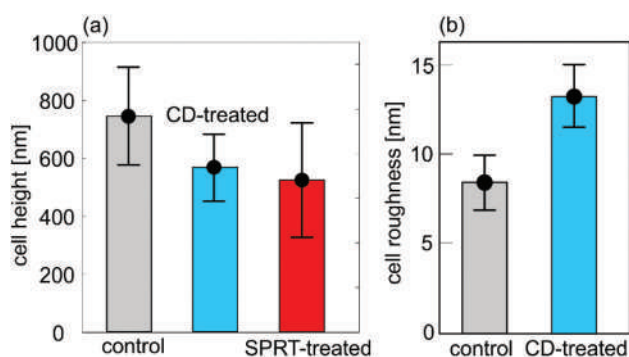 (a)
1000
800
600
400
200
0
cell height [nm]
CD-treated
control
SPRT-treated
(b)
15
10
5
0
cell roughness [nm]
control
CD-treated